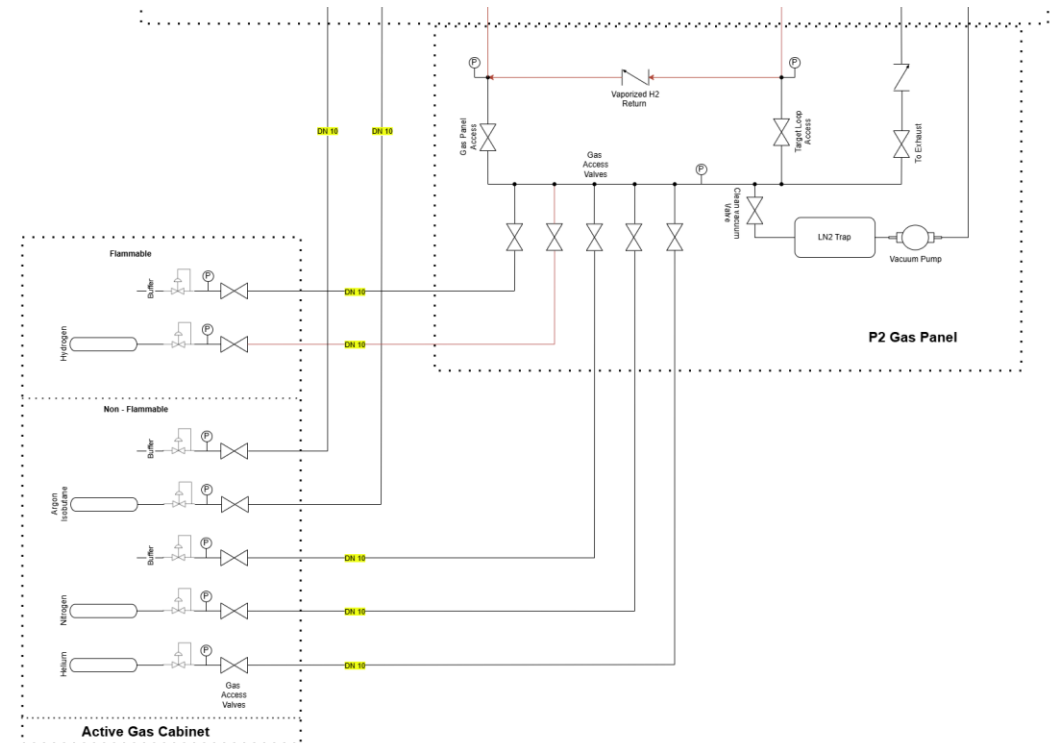 P
P
Vaporized H2
Return
DN 10
DN 10
Gas Panel
Access
Target Loop
Access
To Exhaust
Gas
Access
Valves
P
Clean vacuum
Valve
LN2 Trap
Vacuum Pump
P2 Gas Panel
Flammable
Buffer
P
DN 10
Hydrogen
P
DN 10
Non - Flammable
Buffer
P
Argon
Isobutane
P
Buffer
P
DN 10
Nitrogen
P
DN 10
Helium
P
DN 10
Gas
Access
Valves
Active Gas Cabinet